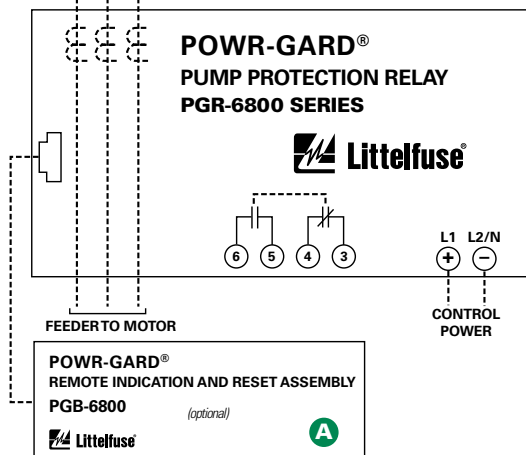 POWR-GARD®
PUMP PROTECTION RELAY
PGR-6800 SERIES
Littelfuse®
6 5 4 3
L1 L2/N
+ −
CONTROL
POWER
FEEDER TO MOTOR
POWR-GARD®
REMOTE INDICATION AND RESET ASSEMBLY
PGB-6800 (optional)
Littelfuse®
A